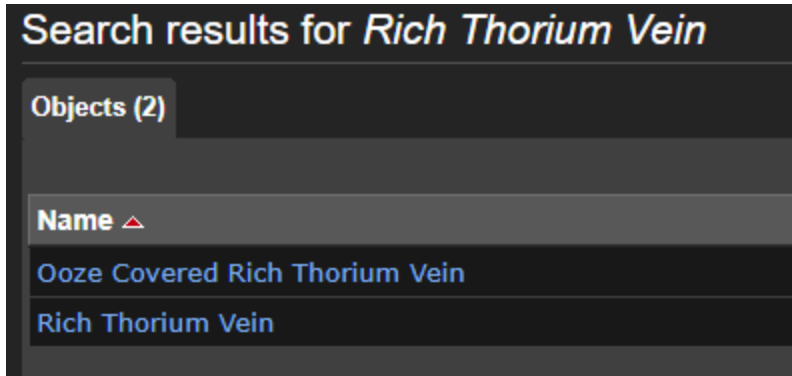 Search results for Rich Thorium Vein
Objects (2)
Name
Ooze Covered Rich Thorium Vein
Rich Thorium Vein